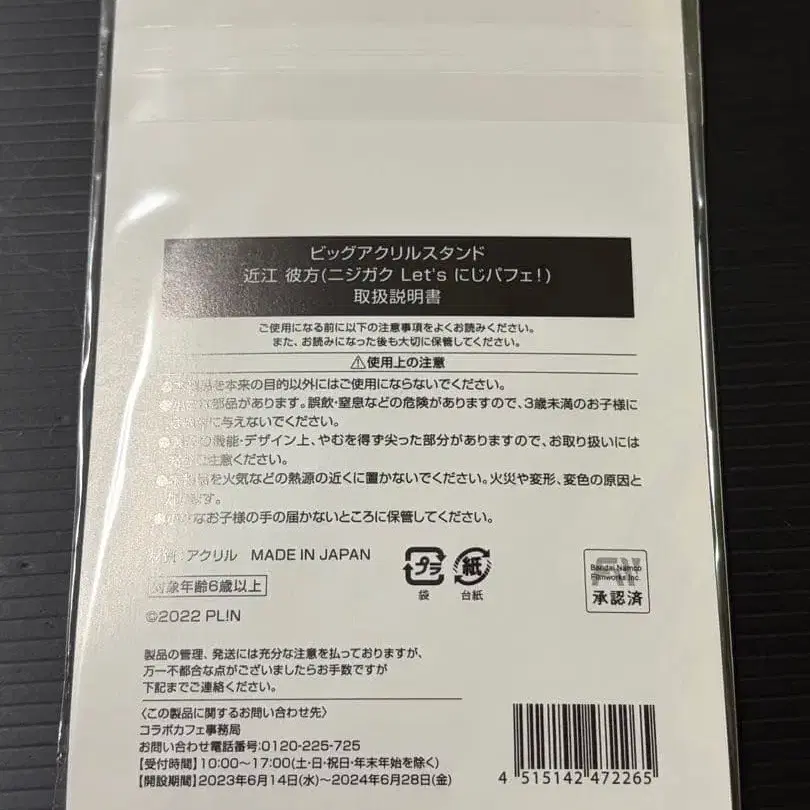 ビッグアクリルスタンド
近江 彼方(ニジガク Let's にじパフェ!)
取扱説明書
ご使用になる前に以下の注意事項をよくお読みください。
また、お読みになった後も大切に保管してください。
⚠使用上の注意
を本来の目的以外にはご使用にならないでください。
部品があります。誤飲・窒息などの危険がありますので、3歳未満のお子様に
に与えないでください。
機能・デザイン上、やむを得ず尖った部分がありますので、お取り扱いには
ご注意ください。
を火気などの熱源の近くに置かないでください。火災や変形、変色の原因と
ます。
なお子様の手の届かないところに保管してください。
:アクリル MADE IN JAPAN
対象年齢6歳以上
©2022 PL!N
プラ
袋
紙
台紙
Bandai Namco
Filmworks Inc.
承認済
製品の管理、発送には充分な注意を払っておりますが、
万一不都合な点がございましたらお手数ですが
下記までご連絡ください。
〈この製品に関するお問い合わせ先〉
コラボカフェ事務局
お問い合わせ電話番号:0120-225-725
【受付時間】10:00〜17:00(土・日・祝日・年末年始を除く)
【開設期間】2023年6月14日(水)〜2024年6月28日(金)
4 515142 472265